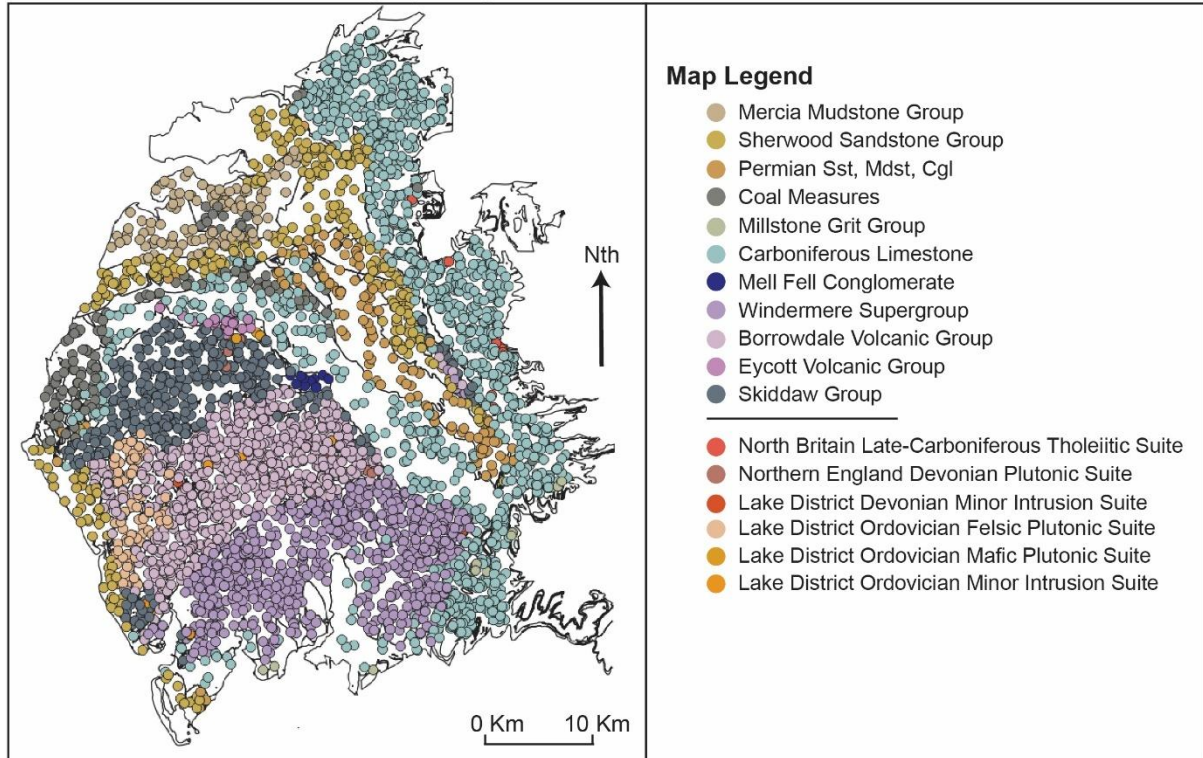 Nth
0 Km 10 Km
Map Legend
Mercia Mudstone Group
Sherwood Sandstone Group
Permian Sst, Mdst, Cgl
Coal Measures
Millstone Grit Group
Carboniferous Limestone
Mell Fell Conglomerate
Windermere Supergroup
Borrowdale Volcanic Group
Eycott Volcanic Group
Skiddaw Group
North Britain Late-Carboniferous Tholeiitic Suite
Northern England Devonian Plutonic Suite
Lake District Devonian Minor Intrusion Suite
Lake District Ordovician Felsic Plutonic Suite
Lake District Ordovician Mafic Plutonic Suite
Lake District Ordovician Minor Intrusion Suite